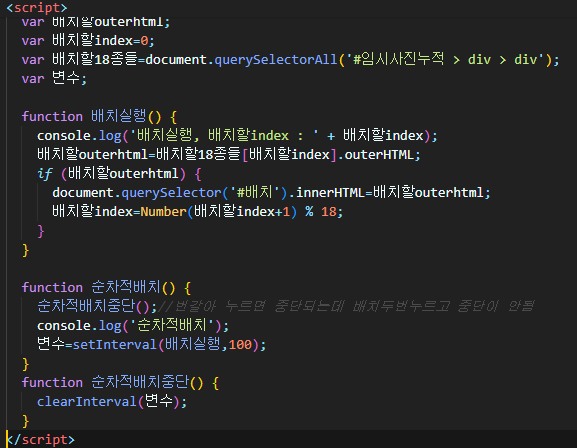 <script>
var 배치할outerhtml;
var 배치할index=0;
var 배치할18종들=document.querySelectorAll('#임시사진누적 > div > div');
var 변수;
function 배치실행() {
console.log('배치실행, 배치할index : ' + 배치할index);
배치할outerhtml=배치할18종들[배치할index].outerHTML;
if (배치할outerhtml) {
document.querySelector('#배치').innerHTML=배치할outerhtml;
배치할index=Number(배치할index+1) % 18;
}
}
function 순차적배치() {
순차적배치중단();//번갈아 누르면 중단되는데 배치두번누르고 중단이 안됨
console.log('순차적배치');
변수=setInterval(배치실행,100);
}
function 순차적배치중단() {
clearInterval(변수);
}
</script>